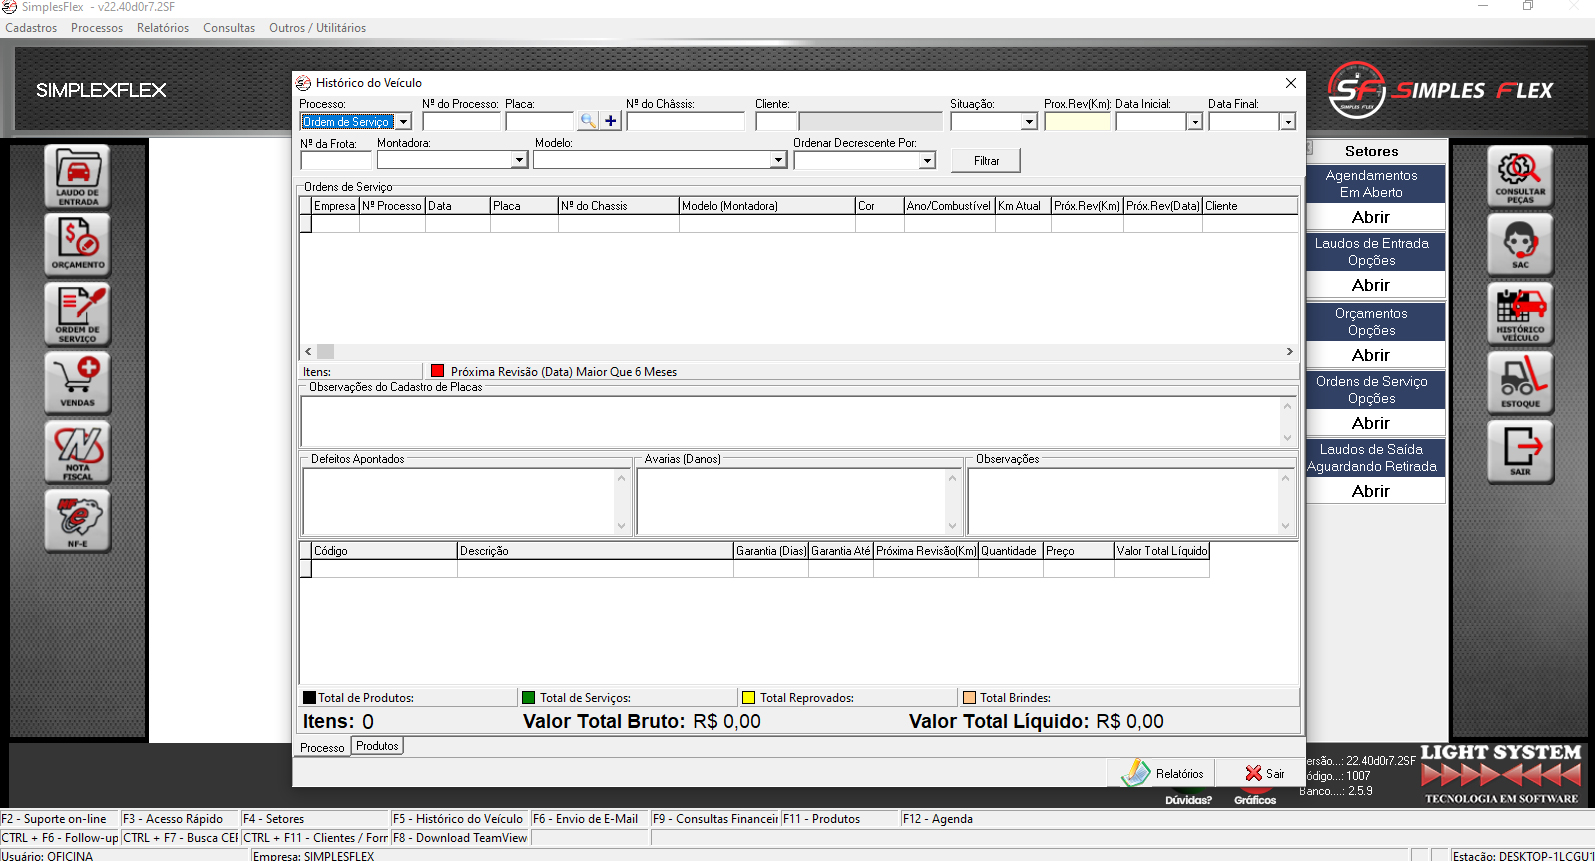 SimplesFlex - v22.40d0r7.2SF
Cadastros Processos Relatórios Consultas Outros / Utilitários
SIMPLEXFLEX
SF
SIMPLES FLEX
SIMPLES FLEX
Histórico do Veículo
Processo: Nº do Processo: Placa: Nº do Châssis: Cliente: Situação: Prox.Rev(Km): Data Inicial: Data Final:
Ordem de Serviço
Nº da Frota: Montadora: Modelo: Ordenar Decrescente Por:
Filtrar
Ordens de Serviço
Empresa Nº Processo Data Placa Nº do Chassis Modelo (Montadora) Cor Ano/Combustível Km Atual Próx.Rev(Km) Próx.Rev(Data) Cliente
Itens: Próxima Revisão (Data) Maior Que 6 Meses
Observações do Cadastro de Placas
Defeitos Apontados Avarias (Danos) Observações
Código Descrição Garantia (Dias) Garantia Até Próxima Revisão(Km) Quantidade Preço Valor Total Líquido
Total de Produtos: Total de Serviços: Total Reprovados: Total Brindes:
Itens: 0 Valor Total Bruto: R$ 0,00 Valor Total Líquido: R$ 0,00
Processo Produtos
Relatórios Sair
LAUDO DE ENTRADA
ORÇAMENTO
ORDEM DE SERVIÇO
VENDAS
NOTA FISCAL
NF-E
Setores
Agendamentos
Em Aberto
Abrir
Laudos de Entrada
Opções
Abrir
Orçamentos
Opções
Abrir
Ordens de Serviço
Opções
Abrir
Laudos de Saída
Aguardando Retirada
Abrir
CONSULTAR PEÇAS
SAC
HISTÓRICO VEÍCULO
ESTOQUE
SAIR
Dúvidas? Gráficos
ersão...: 22.40d0r7.2SF
ódigo...: 1007
Banco....: 2.5.9
LIGHT SYSTEM
TECNOLOGIA EM SOFTWARE
F2 - Suporte on-line F3 - Acesso Rápido F4 - Setores F5 - Histórico do Veículo F6 - Envio de E-Mail F9 - Consultas Financeir F11 - Produtos F12 - Agenda
CTRL + F6 - Follow-up CTRL + F7 - Busca CEI CTRL + F11 - Clientes / Forr F8 - Download TeamView
Usuário: OFICINA Empresa: SIMPLESFLEX Estação: DESKTOP-1LCGU1